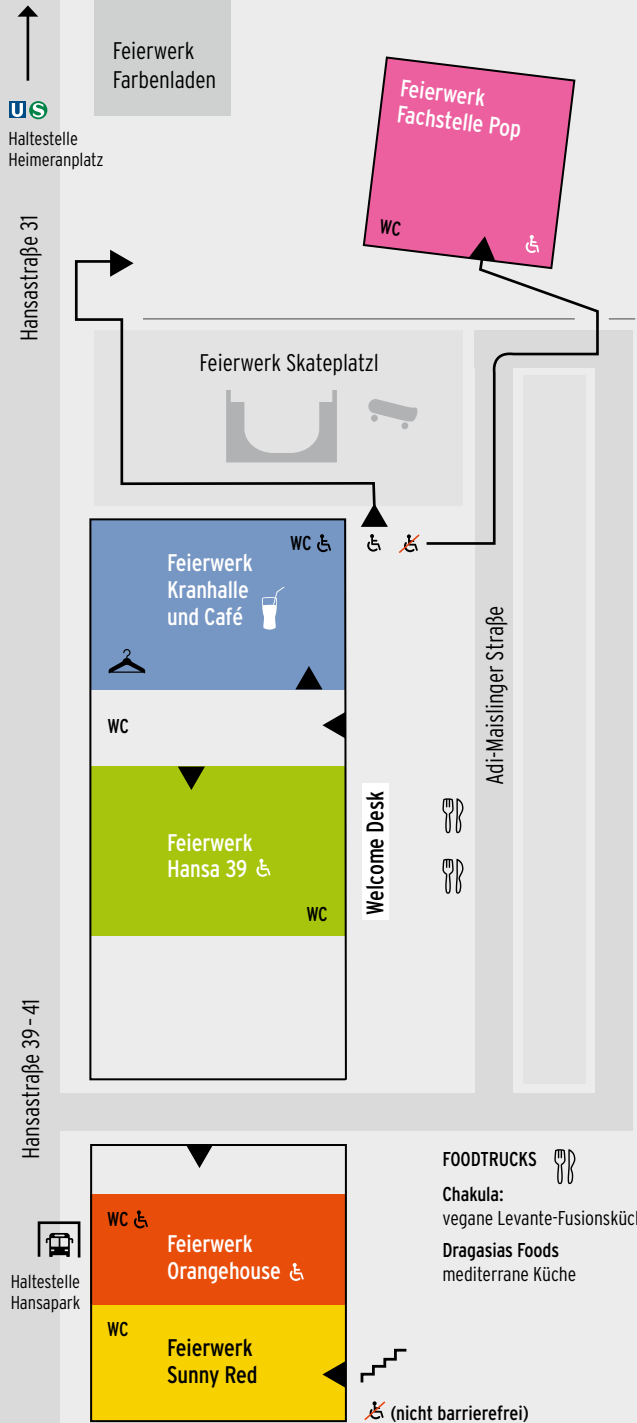 Feierwerk
Farbenladen
U S
Haltestelle
Heimeranplatz
Feierwerk
Fachstelle Pop
WC
Hansastraße 31
Feierwerk Skateplatzl
WC
Feierwerk
Kranhalle
und Café
WC
Adi-Maislinger Straße
Feierwerk
Hansa 39
WC
Welcome Desk
Hansastraße 39 - 41
FOODTRUCKS
Chakula:
vegane Levante-Fusionsküch
Dragasias Foods
mediterrane Küche
WC
Feierwerk
Orangehouse
Haltestelle
Hansapark
WC
Feierwerk
Sunny Red
(nicht barrierefrei)